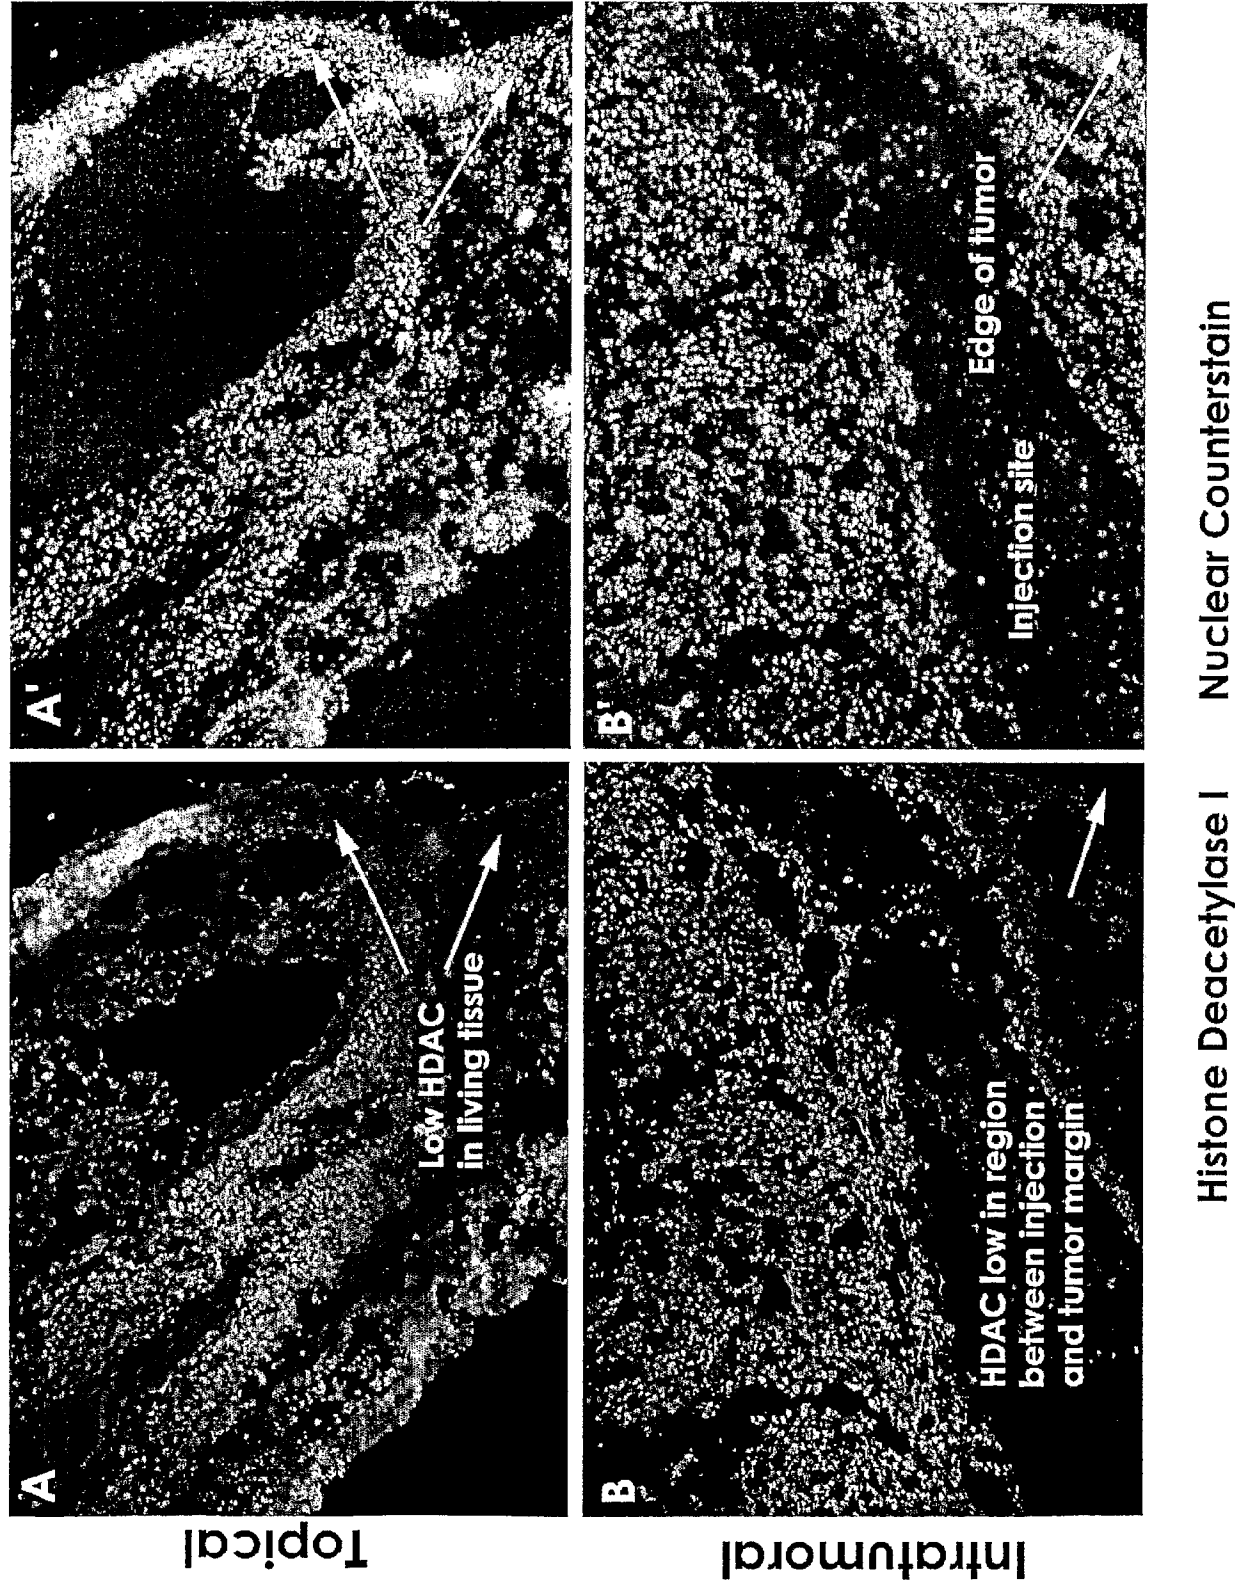 Topical
A
Low HDAC
in living tissue
A'
Intratumoral
B
HDAC low in region
between injection
and tumor margin
B'
Injection site
Edge of tumor
Histone Deacetylase I
Nuclear Counterstain